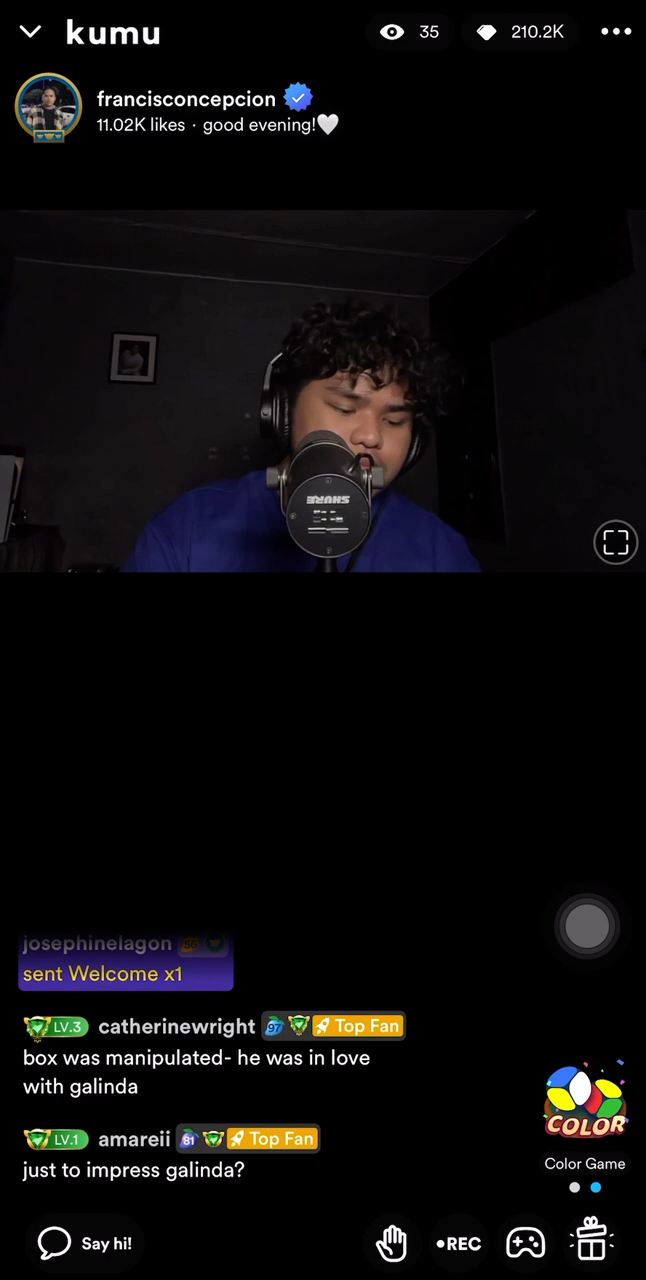 kumu
35
210.2K
francisconcepcion
11.02K likes · good evening!🤍
SHURE
josephinelagon 56
sent Welcome x1
LV.3 catherinewright 97 Top Fan
box was manipulated- he was in love
with galinda
LV.1 amareii 81 Top Fan
just to impress galinda?
COLOR
Color Game
Say hi!
•REC